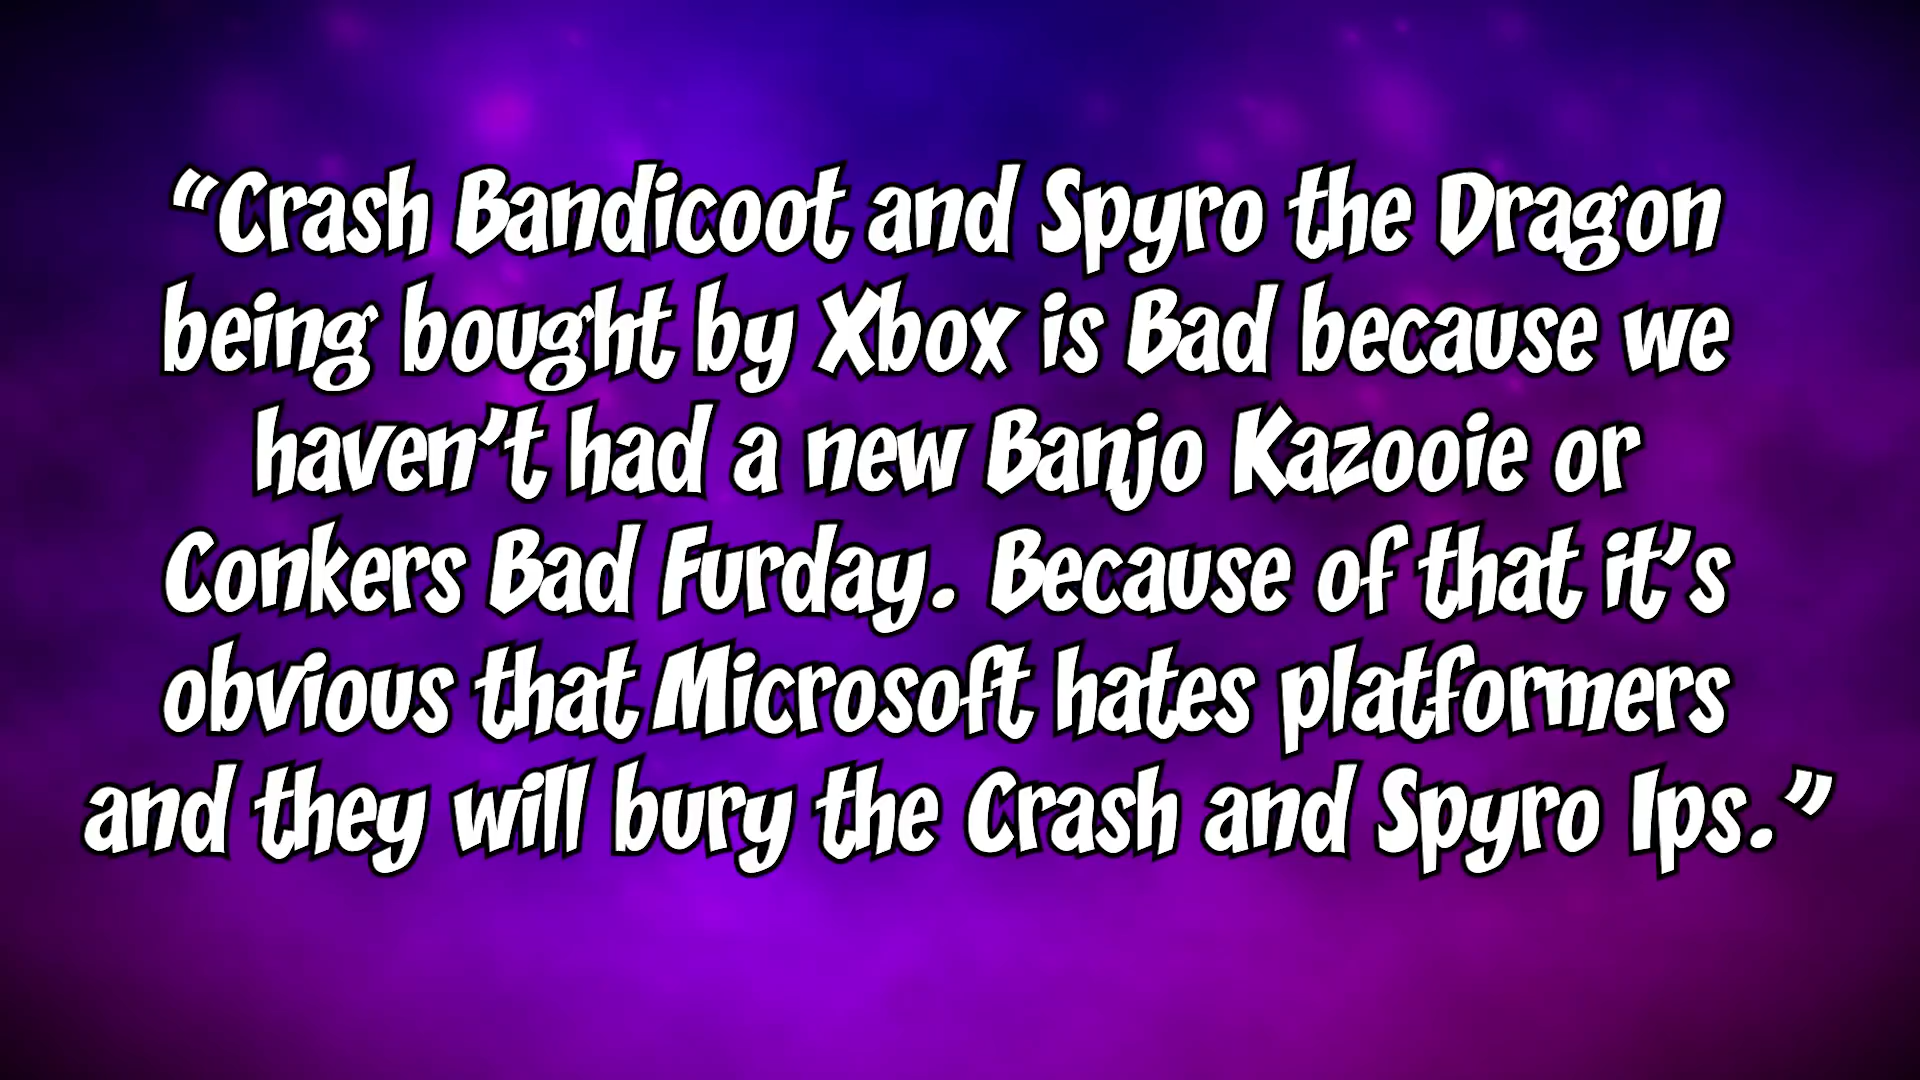 “Crash Bandicoot and Spyro the Dragon
being bought by Xbox is Bad because we
haven’t had a new Banjo Kazooie or
Conkers Bad Furday. Because of that it’s
obvious that Microsoft hates platformers
and they will bury the Crash and Spyro Ips.”